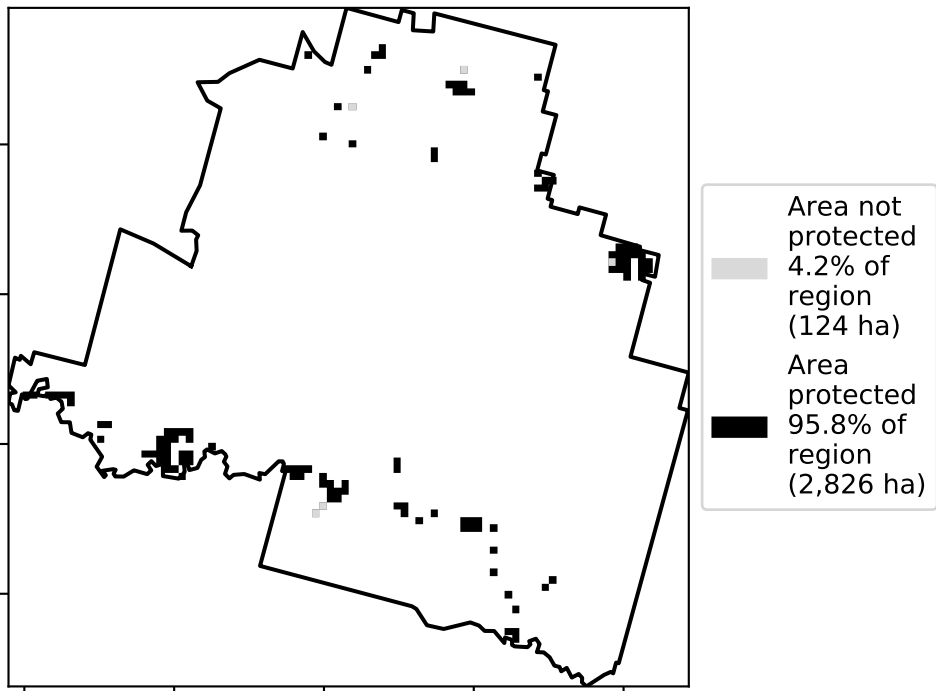 Area not
protected
4.2% of
region
(124 ha)
Area
protected
95.8% of
region
(2,826 ha)